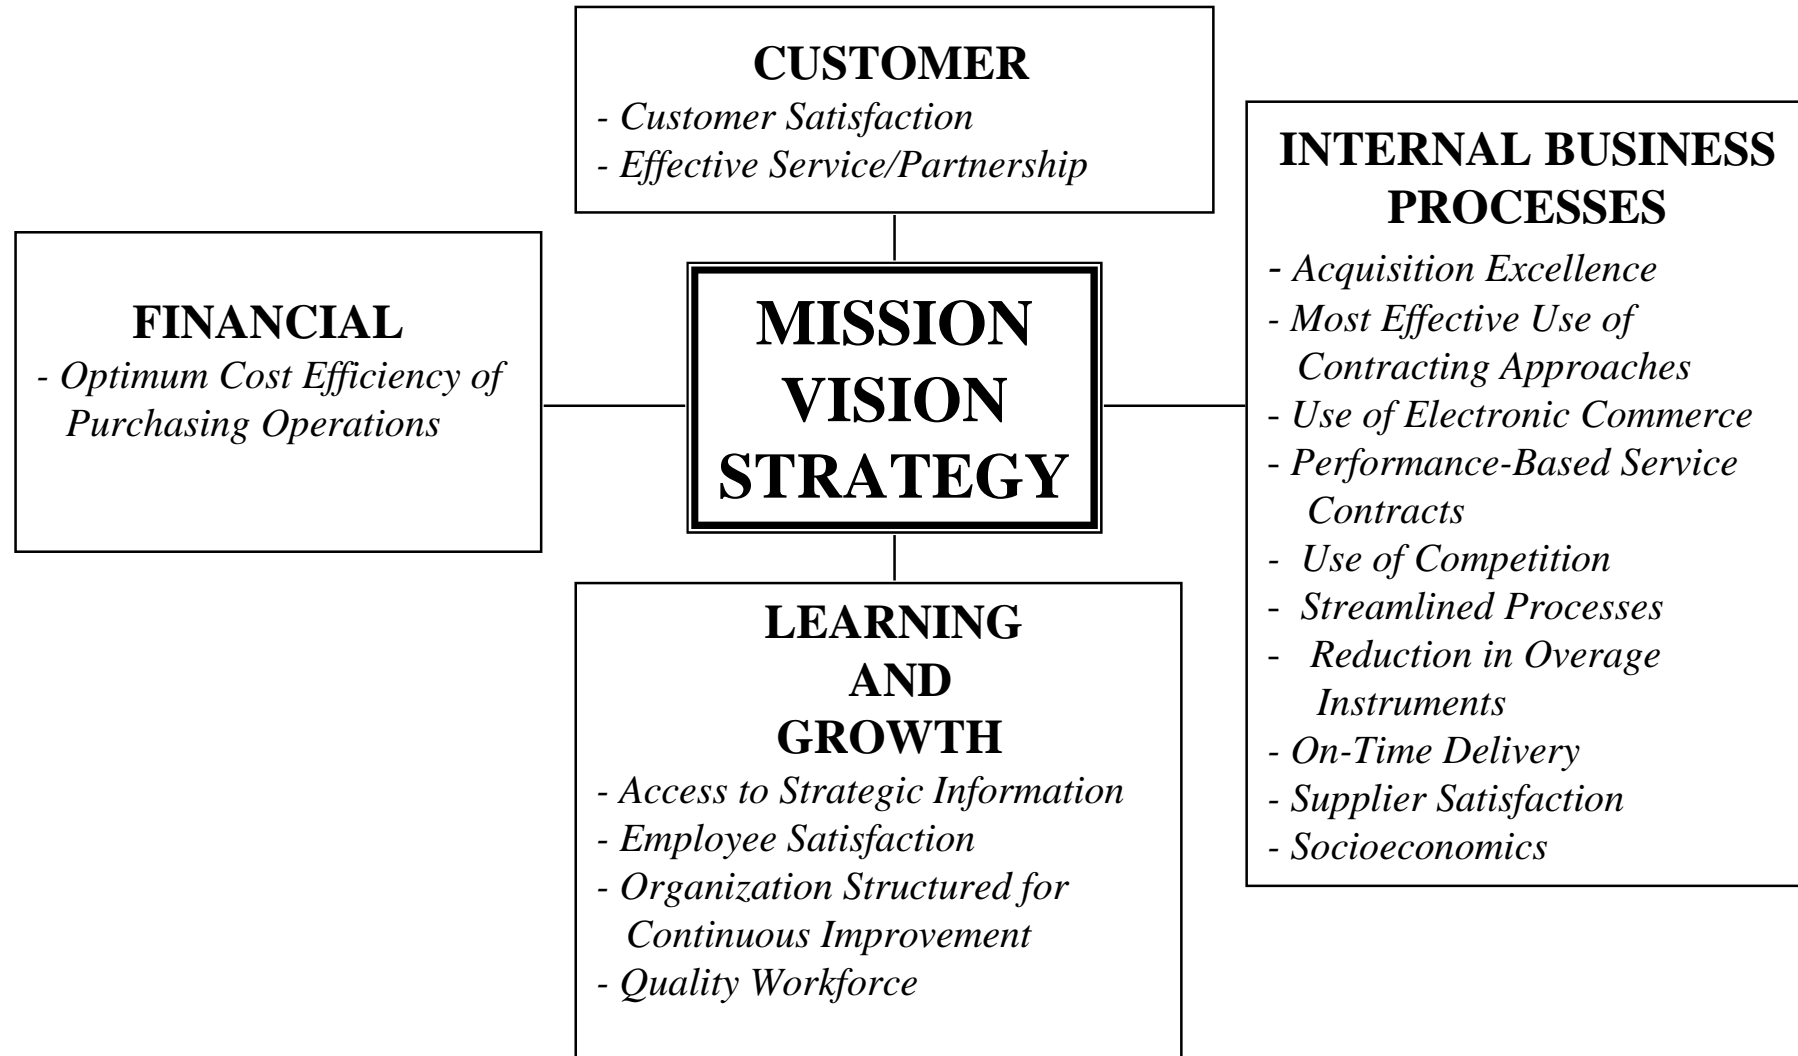 CUSTOMER
- Customer Satisfaction
- Effective Service/Partnership
FINANCIAL
- Optimum Cost Efficiency of
Purchasing Operations
MISSION
VISION
STRATEGY
INTERNAL BUSINESS
PROCESSES
- Acquisition Excellence
- Most Effective Use of
Contracting Approaches
- Use of Electronic Commerce
- Performance-Based Service
Contracts
- Use of Competition
- Streamlined Processes
- Reduction in Overage
Instruments
- On-Time Delivery
- Supplier Satisfaction
- Socioeconomics
LEARNING
AND
GROWTH
- Access to Strategic Information
- Employee Satisfaction
- Organization Structured for
Continuous Improvement
- Quality Workforce